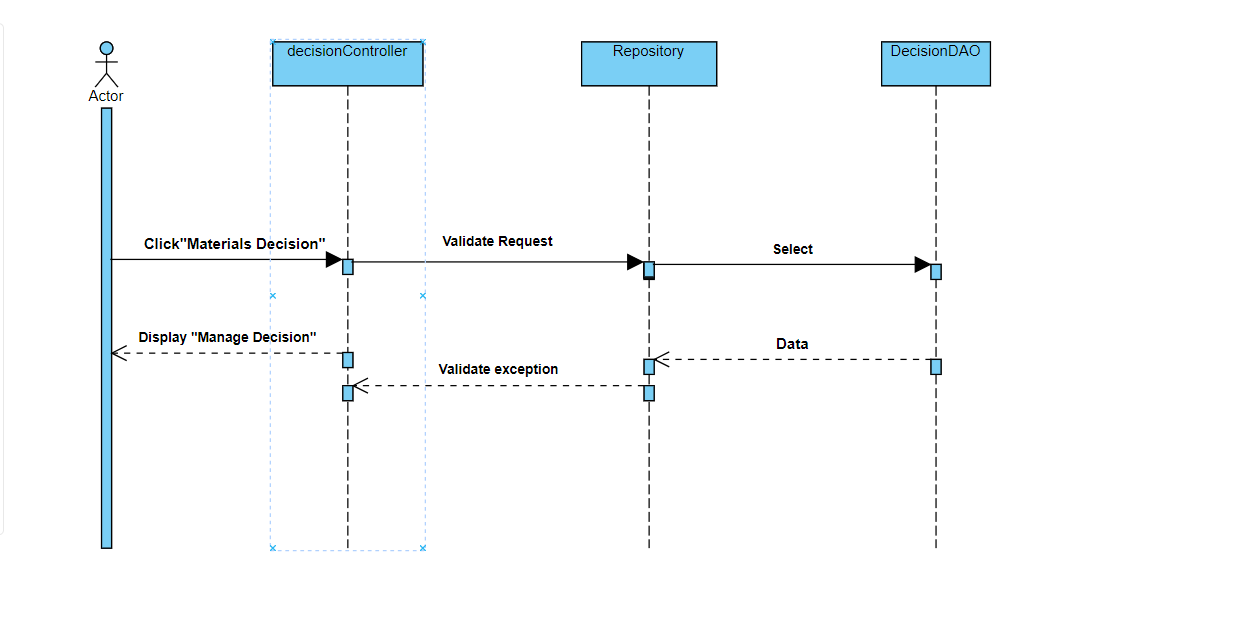 decisionController
Repository
DecisionDAO
Actor
Click"Materials Decision"
Validate Request
Select
Display "Manage Decision"
Data
Validate exception